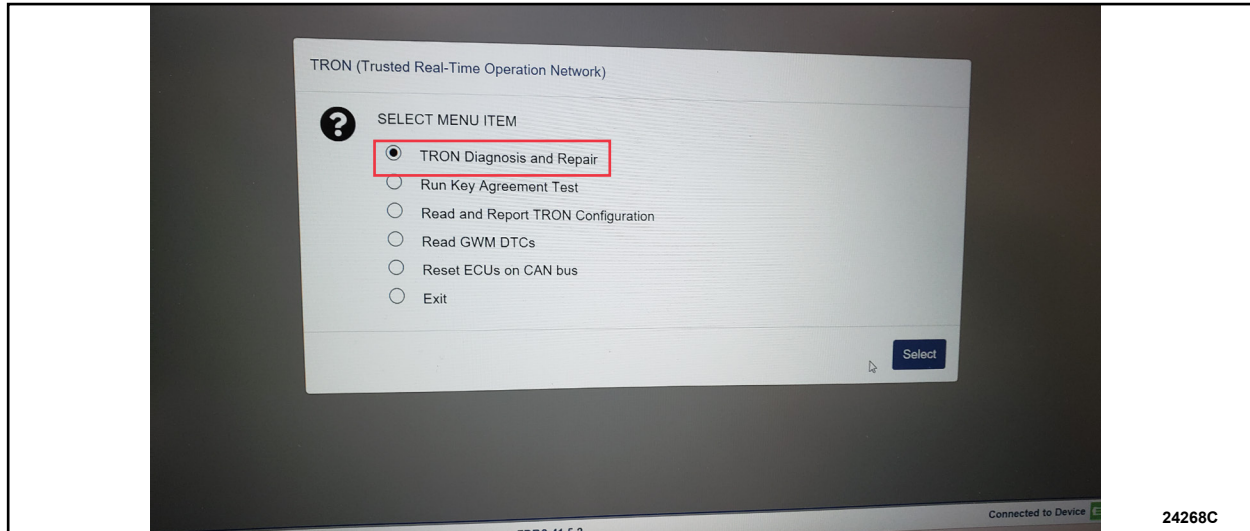 TRON (Trusted Real-Time Operation Network)
SELECT MENU ITEM
TRON Diagnosis and Repair
Run Key Agreement Test
Read and Report TRON Configuration
Read GWM DTCs
Reset ECUs on CAN bus
Exit
Select
Connected to Device
24268C